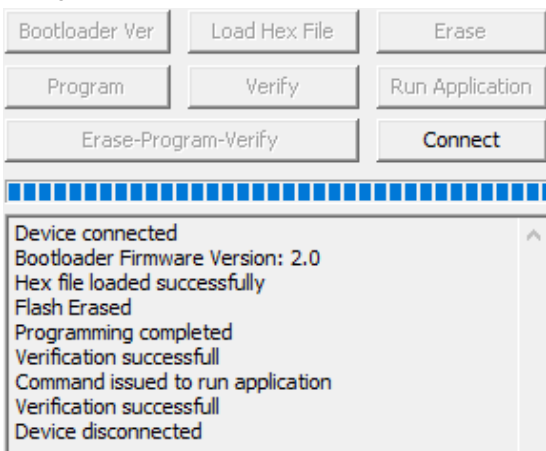 Bootloader Ver
Load Hex File
Erase
Program
Verify
Run Application
Erase-Program-Verify
Connect
Device connected
Bootloader Firmware Version: 2.0
Hex file loaded successfully
Flash Erased
Programming completed
Verification successfull
Command issued to run application
Verification successfull
Device disconnected